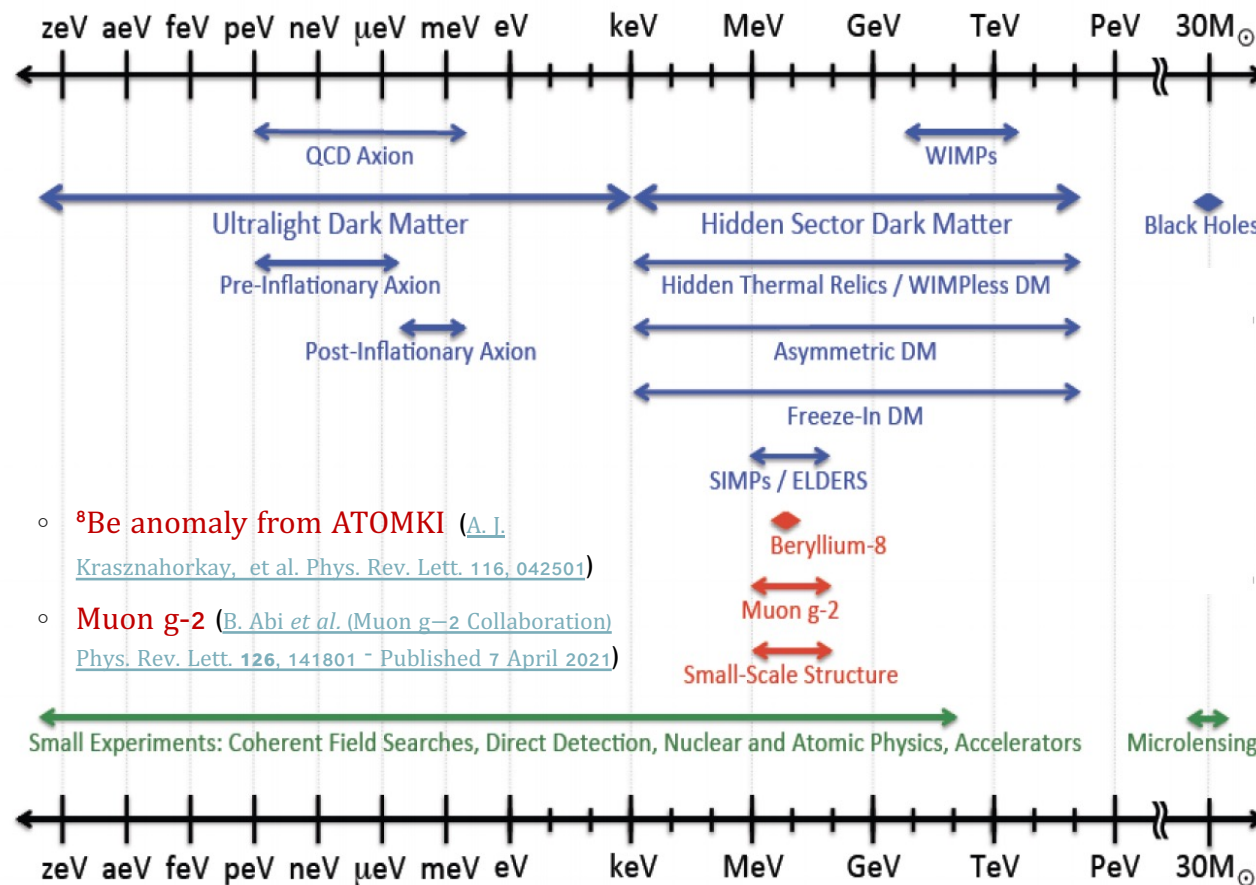 zeV aeV feV peV neV μeV meV eV keV MeV GeV TeV PeV 30M☉
QCD Axion
WIMPs
Ultralight Dark Matter
Hidden Sector Dark Matter
Black Holes
Pre-Inflationary Axion
Hidden Thermal Relics / WIMPless DM
Post-Inflationary Axion
Asymmetric DM
Freeze-In DM
SIMPs / ELDERS
⁸Be anomaly from ATOMKI (A. J.
Krasznahorkay, et al. Phys. Rev. Lett. 116, 042501)
Beryllium-8
Muon g-2 (B. Abi et al. (Muon g−2 Collaboration)
Phys. Rev. Lett. 126, 141801 - Published 7 April 2021)
Muon g-2
Small-Scale Structure
Small Experiments: Coherent Field Searches, Direct Detection, Nuclear and Atomic Physics, Accelerators
Microlensing
zeV aeV feV peV neV μeV meV eV keV MeV GeV TeV PeV 30M☉